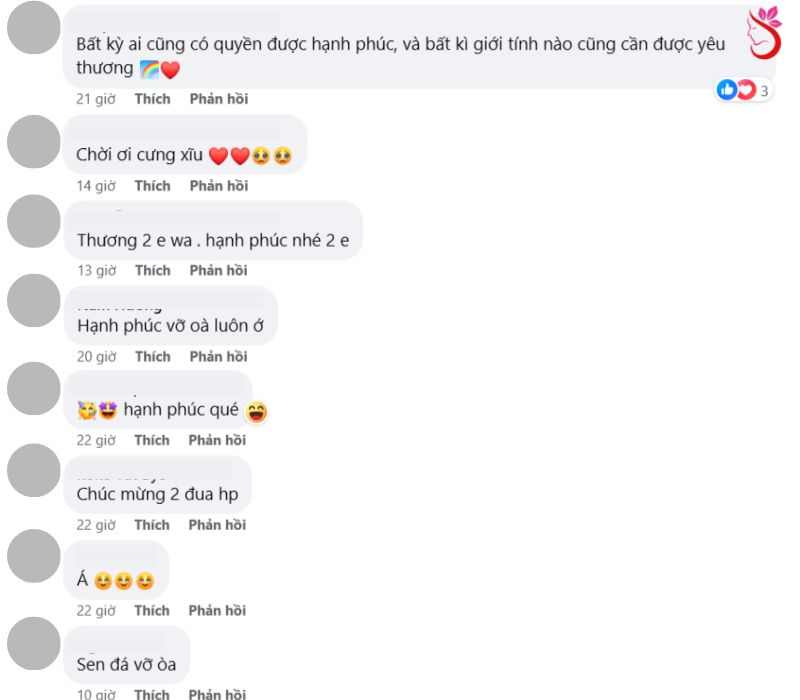 Bất kỳ ai cũng có quyền được hạnh phúc, và bất kì giới tính nào cũng cần được yêu
thương 🌈❤️
21 giờ Thích Phản hồi 3
Chời ơi cưng xĩu ❤️❤️🥹🥹
14 giờ Thích Phản hồi
Thương 2 e wa . hạnh phúc nhé 2 e
13 giờ Thích Phản hồi
Hạnh phúc vỡ oà luôn ớ
20 giờ Thích Phản hồi
🥳🤩 hạnh phúc qué 😄
22 giờ Thích Phản hồi
Chúc mừng 2 đua hp
22 giờ Thích Phản hồi
Á ☺️☺️☺️
22 giờ Thích Phản hồi
Sen đá vỡ òa
10 giờ Thích Phản hồi